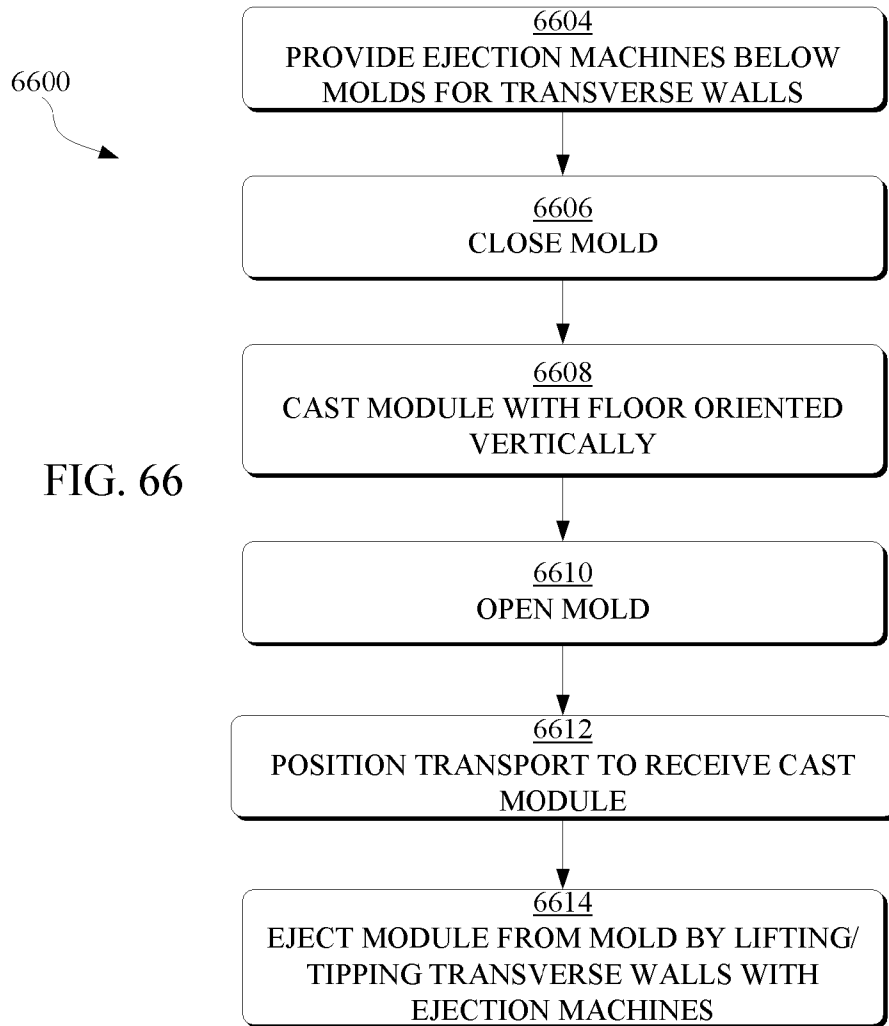 6600
6604
PROVIDE EJECTION MACHINES BELOW
MOLDS FOR TRANSVERSE WALLS
6606
CLOSE MOLD
6608
CAST MODULE WITH FLOOR ORIENTED
VERTICALLY
FIG. 66
6610
OPEN MOLD
6612
POSITION TRANSPORT TO RECEIVE CAST
MODULE
6614
EJECT MODULE FROM MOLD BY LIFTING/
TIPPING TRANSVERSE WALLS WITH
EJECTION MACHINES